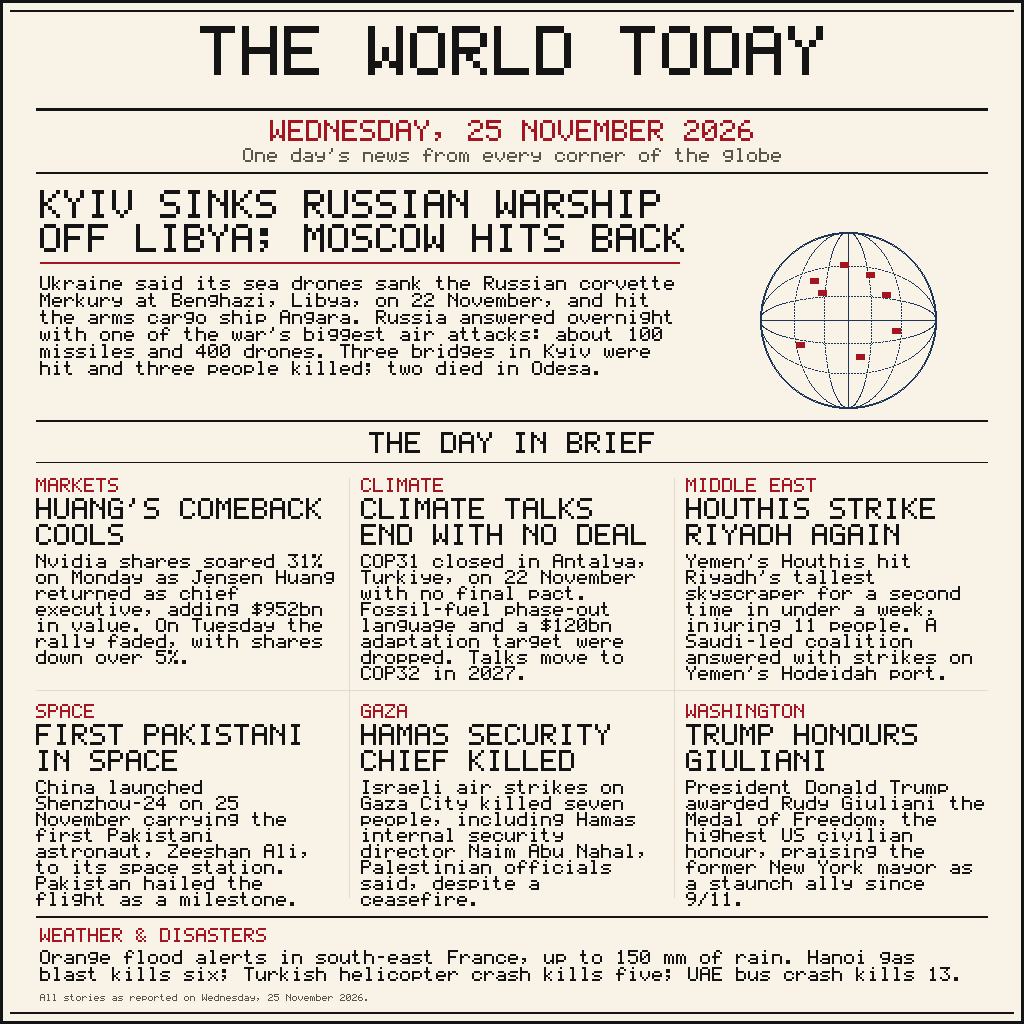 THE WORLD TODAY
WEDNESDAY, 25 NOVEMBER 2026
One day's news from every corner of the globe
KYIV SINKS RUSSIAN WARSHIP
OFF LIBYA; MOSCOW HITS BACK
Ukraine said its sea drones sank the Russian corvette
Merkury at Benghazi, Libya, on 22 November, and hit
the arms cargo ship Angara. Russia answered overnight
with one of the war's biggest air attacks: about 100
missiles and 400 drones. Three bridges in Kyiv were
hit and three people killed; two died in Odesa.
THE DAY IN BRIEF
MARKETS
HUANG'S COMEBACK
COOLS
Nvidia shares soared 31%
on Monday as Jensen Huang
returned as chief
executive, adding $952bn
in value. On Tuesday the
rally faded, with shares
down over 5%.
CLIMATE
CLIMATE TALKS
END WITH NO DEAL
COP31 closed in Antalya,
Turkiye, on 22 November
with no final pact.
Fossil-fuel phase-out
language and a $120bn
adaptation target were
dropped. Talks move to
COP32 in 2027.
MIDDLE EAST
HOUTHIS STRIKE
RIYADH AGAIN
Yemen's Houthis hit
Riyadh's tallest
skyscraper for a second
time in under a week,
injuring 11 people. A
Saudi-led coalition
answered with strikes on
Yemen's Hodeidah port.
SPACE
FIRST PAKISTANI
IN SPACE
China launched
Shenzhou-24 on 25
November carrying the
first Pakistani
astronaut, Zeeshan Ali,
to its space station.
Pakistan hailed the
flight as a milestone.
GAZA
HAMAS SECURITY
CHIEF KILLED
Israeli air strikes on
Gaza City killed seven
people, including Hamas
internal security
director Naim Abu Nahal,
Palestinian officials
said, despite a
ceasefire.
WASHINGTON
TRUMP HONOURS
GIULIANI
President Donald Trump
awarded Rudy Giuliani the
Medal of Freedom, the
highest US civilian
honour, praising the
former New York mayor as
a staunch ally since
9/11.
WEATHER & DISASTERS
Orange flood alerts in south-east France, up to 150 mm of rain. Hanoi gas
blast kills six; Turkish helicopter crash kills five; UAE bus crash kills 13.
All stories as reported on Wednesday, 25 November 2026.